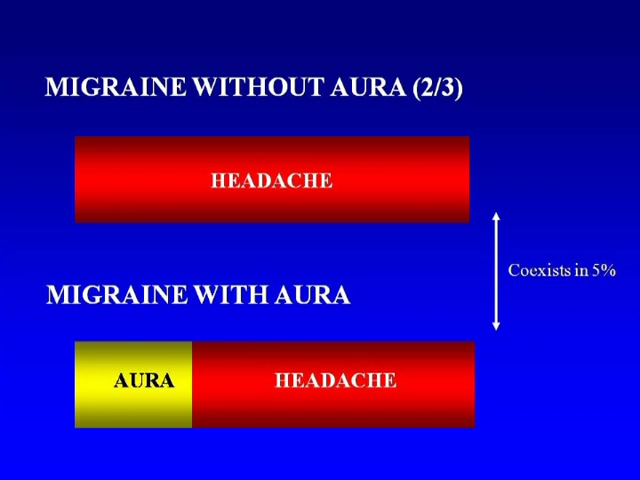 MIGRAINE WITHOUT AURA (2/3)
HEADACHE
Coexists in 5%
MIGRAINE WITH AURA
AURA
HEADACHE